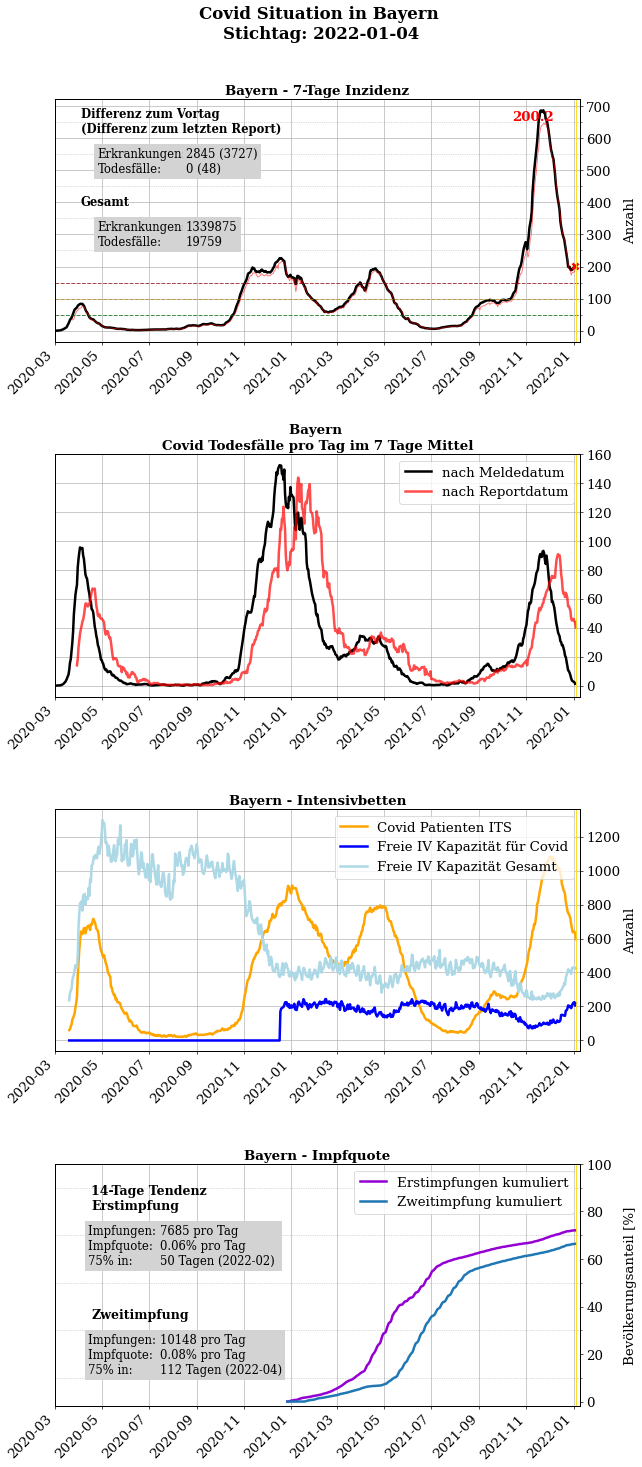 Covid Situation in Bayern
Stichtag: 2022-01-04
Bayern - 7-Tage Inzidenz
Differenz zum Vortag
(Differenz zum letzten Report)
Erkrankungen 2845 (3727)
Todesfälle: 0 (48)
Gesamt
Erkrankungen 1339875
Todesfälle: 19759
200.2
700
600
500
400
300
200
100
0
Anzahl
2020-03
2020-05
2020-07
2020-09
2020-11
2021-01
2021-03
2021-05
2021-07
2021-09
2021-11
2022-01
Bayern
Covid Todesfälle pro Tag im 7 Tage Mittel
nach Meldedatum
nach Reportdatum
160
140
120
100
80
60
40
20
0
2020-03
2020-05
2020-07
2020-09
2020-11
2021-01
2021-03
2021-05
2021-07
2021-09
2021-11
2022-01
Bayern - Intensivbetten
Covid Patienten ITS
Freie IV Kapazität für Covid
Freie IV Kapazität Gesamt
1200
1000
800
600
400
200
0
Anzahl
2020-03
2020-05
2020-07
2020-09
2020-11
2021-01
2021-03
2021-05
2021-07
2021-09
2021-11
2022-01
Bayern - Impfquote
14-Tage Tendenz
Erstimpfung
Impfungen: 7685 pro Tag
Impfquote: 0.06% pro Tag
75% in: 50 Tagen (2022-02)
Zweitimpfung
Impfungen: 10148 pro Tag
Impfquote: 0.08% pro Tag
75% in: 112 Tagen (2022-04)
Erstimpfungen kumuliert
Zweitimpfung kumuliert
100
80
60
40
20
0
Bevölkerungsanteil [%]
2020-03
2020-05
2020-07
2020-09
2020-11
2021-01
2021-03
2021-05
2021-07
2021-09
2021-11
2022-01